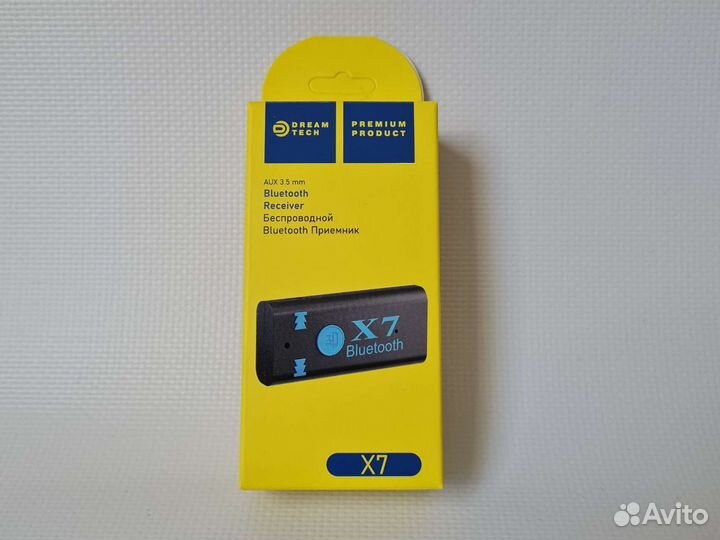 DREAM
TECH
PREMIUM
PRODUCT
AUX 3.5 mm
Bluetooth
Receiver
Беспроводной
Bluetooth Приемник
X7
Bluetooth
X7
Avito